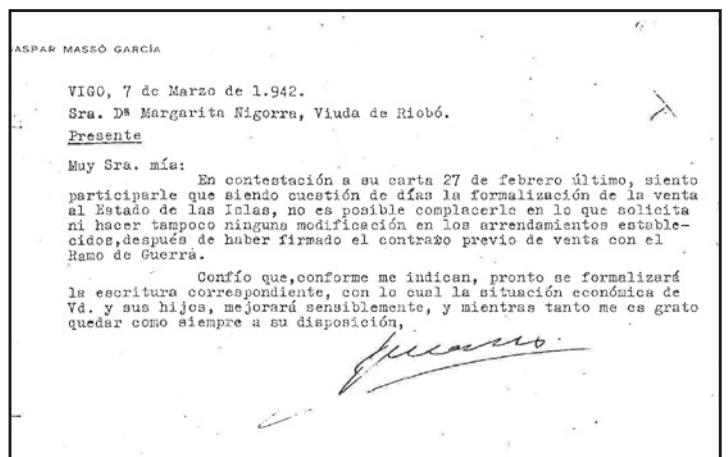 ASPAR MASSÓ GARCÍA
VIGO, 7 de Marzo de 1.942.
Sra. Dª Margarita Nigorra, Viuda de Riobó.
Presente
Muy Sra. mía:
En contestación a su carta 27 de febrero último, siento
participarle que siendo cuestión de días la formalización de la venta
al Estado de las Islas, no es posible complacerle en lo que solicita
ni hacer tampoco ninguna modificación en los arrendamientos estable-
cidos,después de haber firmado el contrato previo de venta con el
Ramo de Guerra.
Confío que,conforme me indican, pronto se formalizará
la escritura correspondiente, con lo cual la situación económica de
Vd. y sus hijos, mejorará sensiblemente, y mientras tanto me es grato
quedar como siempre a su disposición,